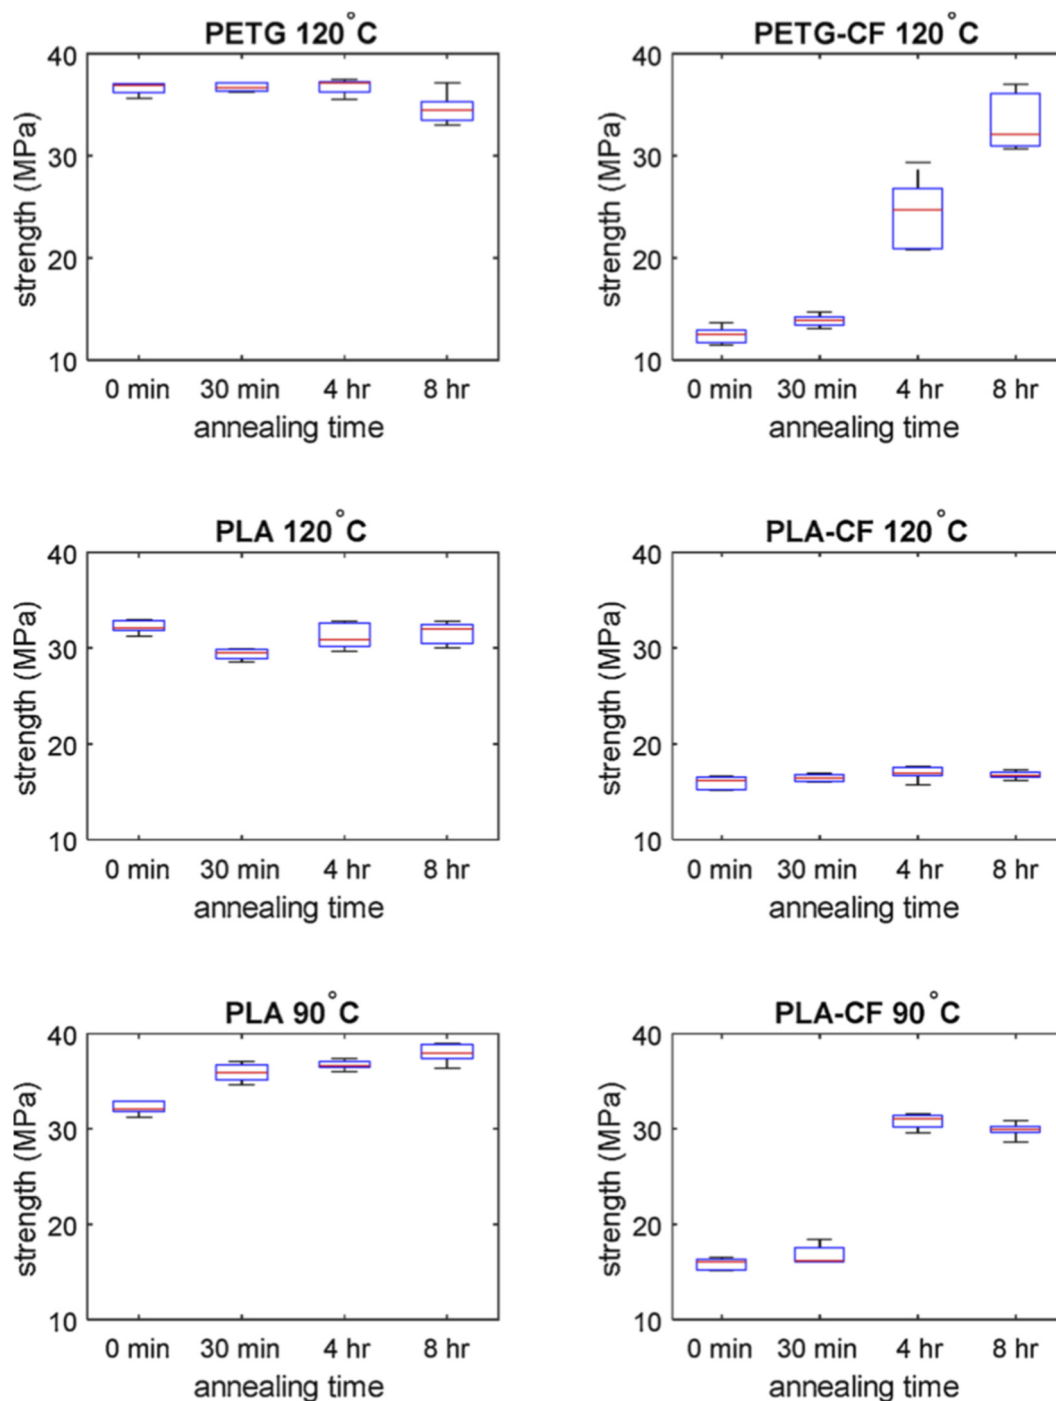 PETG 120°C
40
30
20
10
strength (MPa)
0 min 30 min 4 hr 8 hr
annealing time
PETG-CF 120°C
40
30
20
10
strength (MPa)
0 min 30 min 4 hr 8 hr
annealing time
PLA 120°C
40
30
20
10
strength (MPa)
0 min 30 min 4 hr 8 hr
annealing time
PLA-CF 120°C
40
30
20
10
strength (MPa)
0 min 30 min 4 hr 8 hr
annealing time
PLA 90°C
40
30
20
10
strength (MPa)
0 min 30 min 4 hr 8 hr
annealing time
PLA-CF 90°C
40
30
20
10
strength (MPa)
0 min 30 min 4 hr 8 hr
annealing time